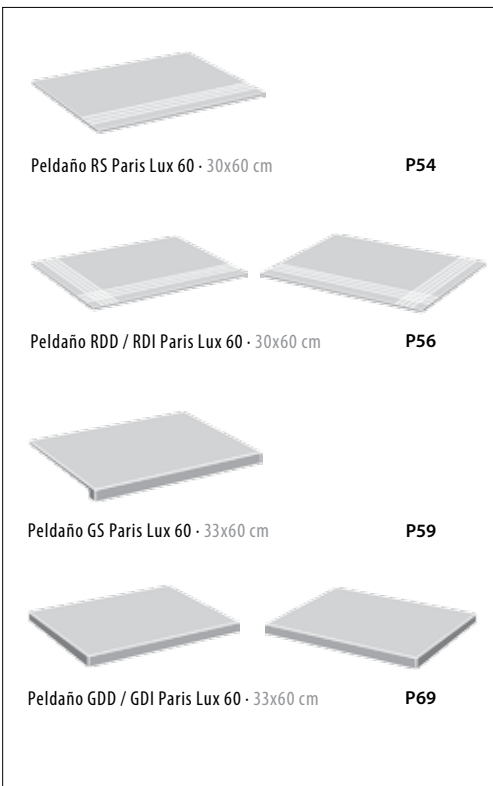 Peldaño RS Paris Lux 60 · 30x60 cm P54
Peldaño RDD / RDI Paris Lux 60 · 30x60 cm P56
Peldaño GS Paris Lux 60 · 33x60 cm P59
Peldaño GDD / GDI Paris Lux 60 · 33x60 cm P69